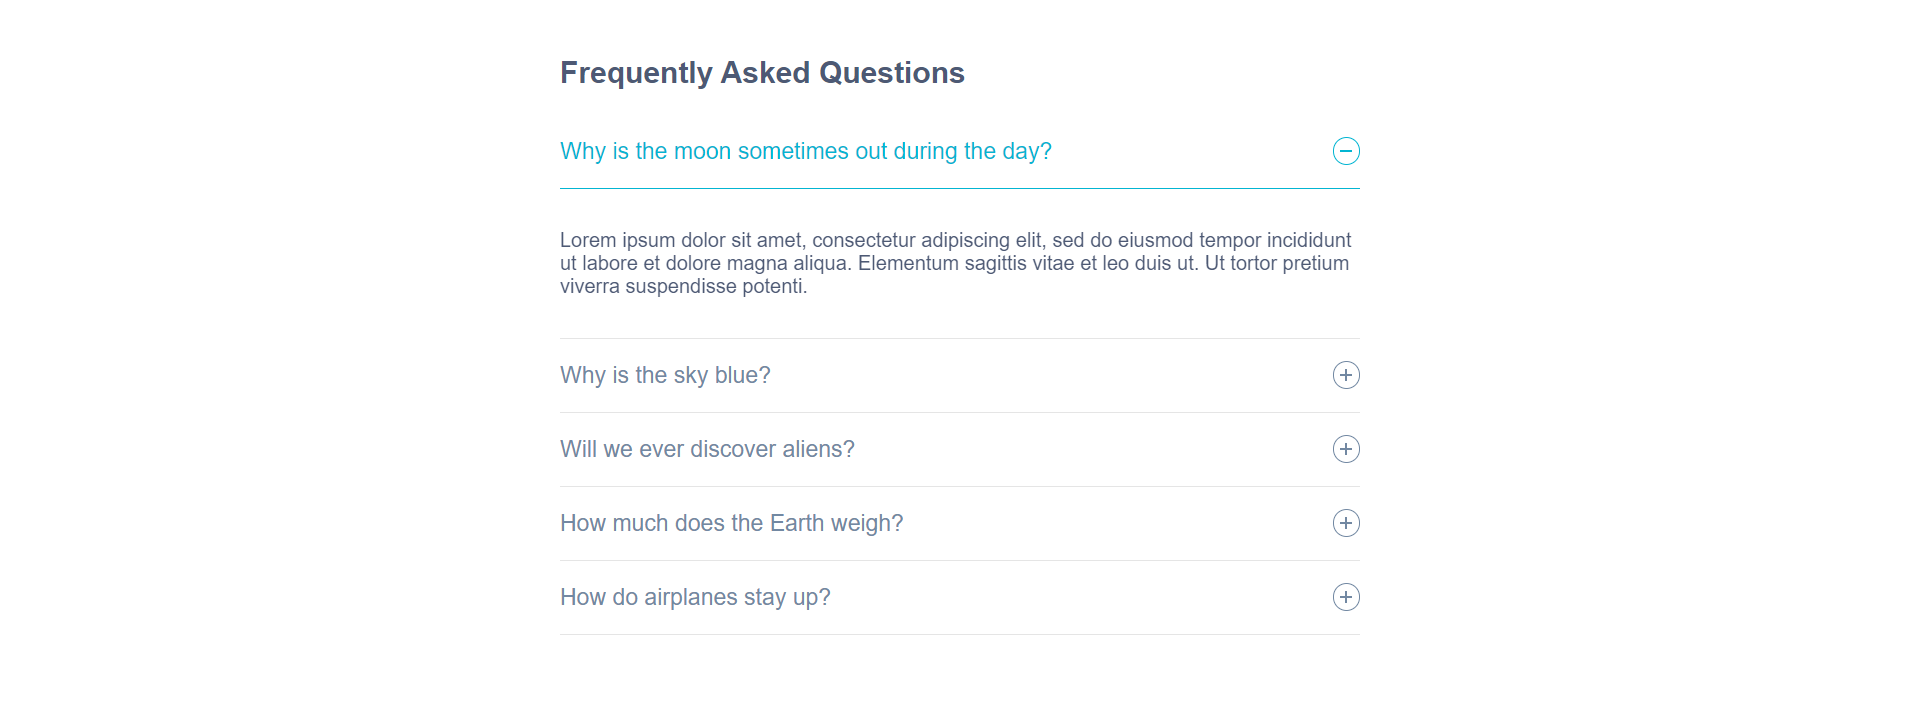 Frequently Asked Questions
Why is the moon sometimes out during the day?
Lorem ipsum dolor sit amet, consectetur adipiscing elit, sed do eiusmod tempor incididunt
ut labore et dolore magna aliqua. Elementum sagittis vitae et leo duis ut. Ut tortor pretium
viverra suspendisse potenti.
Why is the sky blue?
Will we ever discover aliens?
How much does the Earth weigh?
How do airplanes stay up?